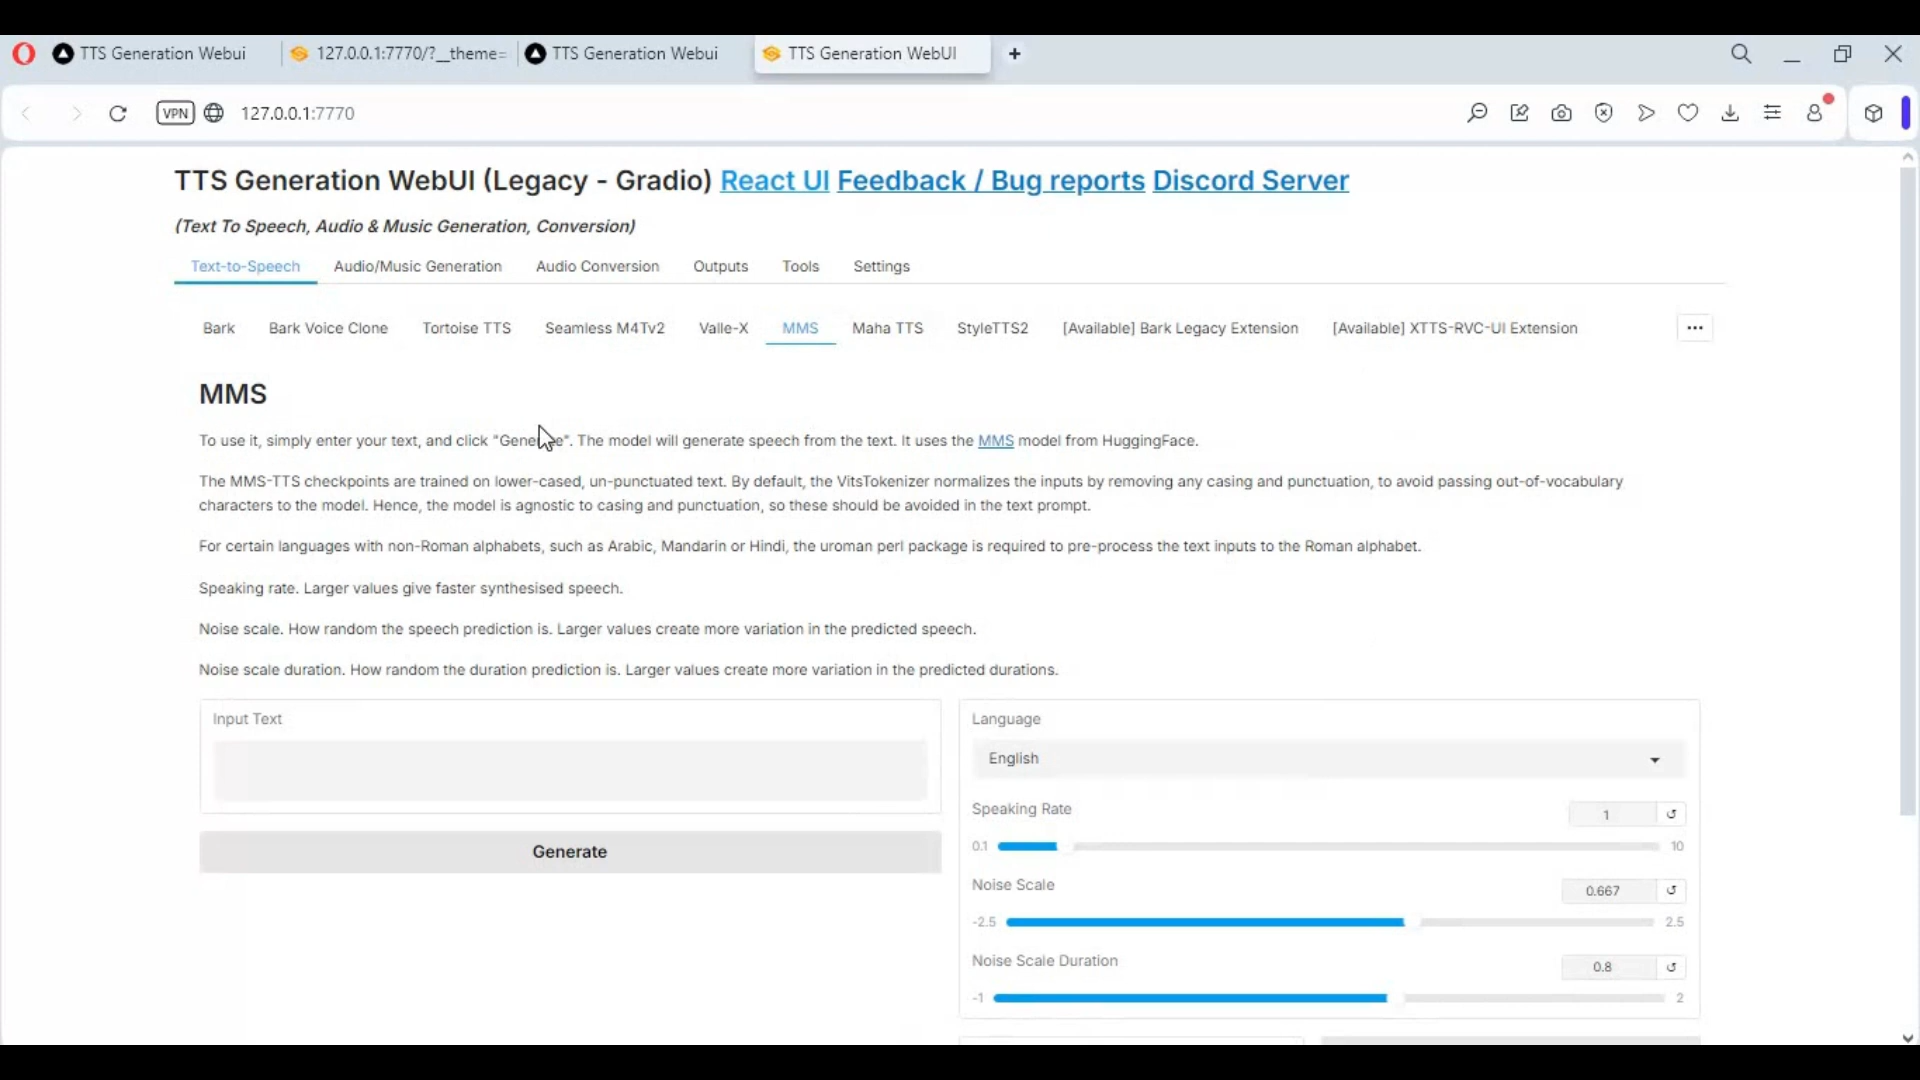 TTS Generation Webui
127.0.0.1:7770/?__theme=
TTS Generation Webui
TTS Generation WebUI
VPN
127.0.0.1:7770
TTS Generation WebUI (Legacy - Gradio) React UI Feedback / Bug reports Discord Server
(Text To Speech, Audio & Music Generation, Conversion)
Text-to-Speech Audio/Music Generation Audio Conversion Outputs Tools Settings
Bark Bark Voice Clone Tortoise TTS Seamless M4Tv2 Valle-X MMS Maha TTS StyleTTS2 [Available] Bark Legacy Extension [Available] XTTS-RVC-UI Extension
MMS
To use it, simply enter your text, and click "Generate". The model will generate speech from the text. It uses the MMS model from HuggingFace.
The MMS-TTS checkpoints are trained on lower-cased, un-punctuated text. By default, the VitsTokenizer normalizes the inputs by removing any casing and punctuation, to avoid passing out-of-vocabulary
characters to the model. Hence, the model is agnostic to casing and punctuation, so these should be avoided in the text prompt.
For certain languages with non-Roman alphabets, such as Arabic, Mandarin or Hindi, the uroman perl package is required to pre-process the text inputs to the Roman alphabet.
Speaking rate. Larger values give faster synthesised speech.
Noise scale. How random the speech prediction is. Larger values create more variation in the predicted speech.
Noise scale duration. How random the duration prediction is. Larger values create more variation in the predicted durations.
Input Text
Generate
Language
English
Speaking Rate
1
0.1 10
Noise Scale
0.667
-2.5 2.5
Noise Scale Duration
0.8
-1 2